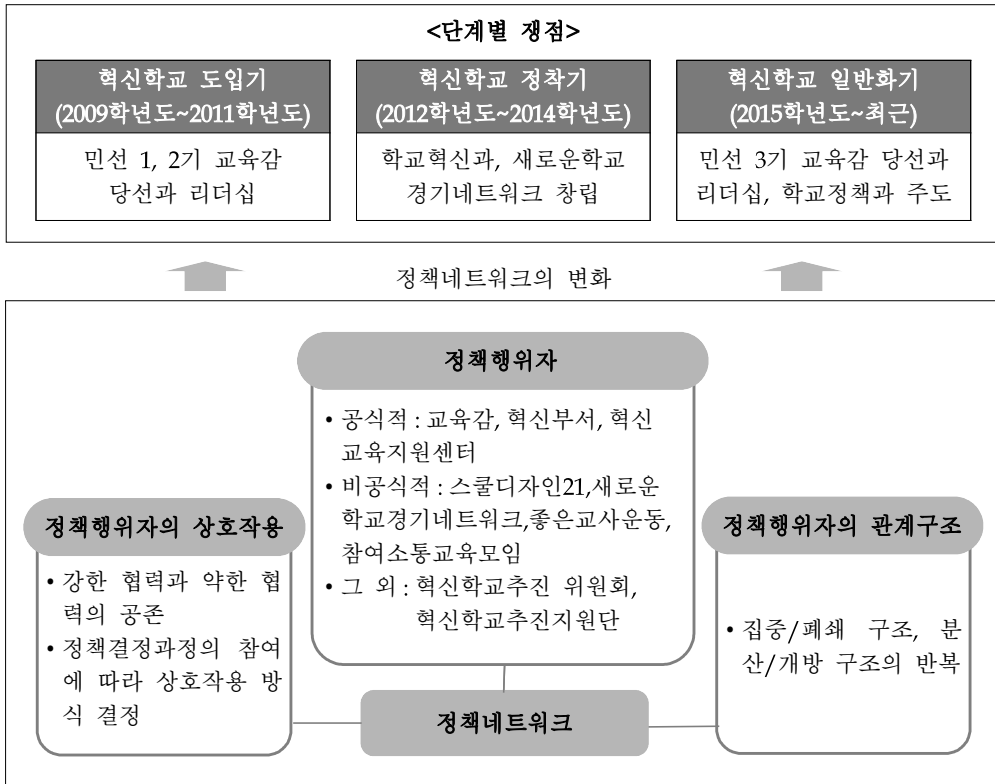 <단계별 쟁점>
혁신학교 도입기
(2009학년도~2011학년도)
민선 1, 2기 교육감
당선과 리더십
혁신학교 정착기
(2012학년도~2014학년도)
학교혁신과, 새로운학교
경기네트워크 창립
혁신학교 일반화기
(2015학년도~최근)
민선 3기 교육감 당선과
리더십, 학교정책과 주도
정책네트워크의 변화
정책행위자
• 공식적 : 교육감, 혁신부서, 혁신
교육지원센터
• 비공식적 : 스쿨디자인21,새로운
학교경기네트워크,좋은교사운동,
참여소통교육모임
• 그 외 : 혁신학교추진 위원회,
혁신학교추진지원단
정책행위자의 상호작용
• 강한 협력과 약한 협
력의 공존
• 정책결정과정의 참여
에 따라 상호작용 방
식 결정
정책행위자의 관계구조
• 집중/폐쇄 구조, 분
산/개방 구조의 반복
정책네트워크